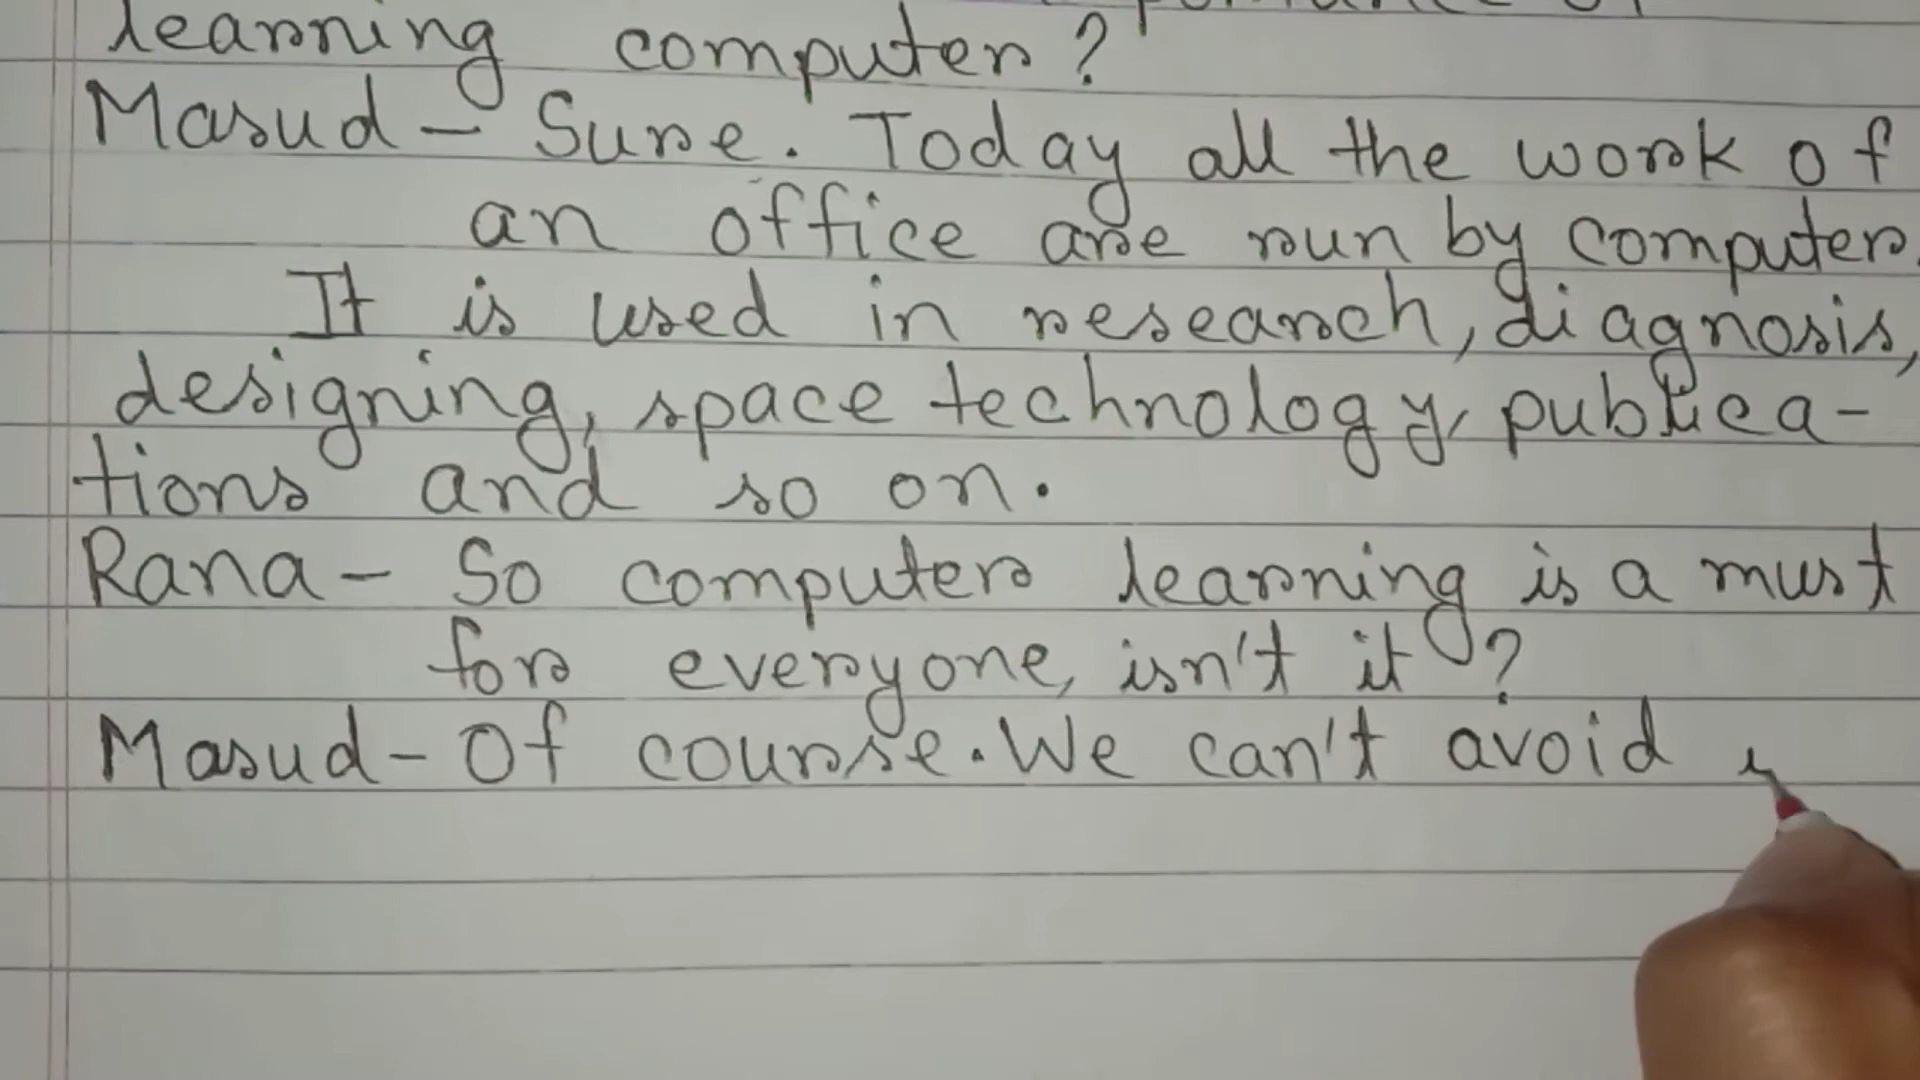 learning computer?
Masud - Sure. Today all the work of
an office are run by computer.
It is used in research, diagnosis,
designing, space technology, publica-
tions and so on.
Rana - So computer learning is a must
for everyone, isn't it?
Masud - Of course. We can't avoid